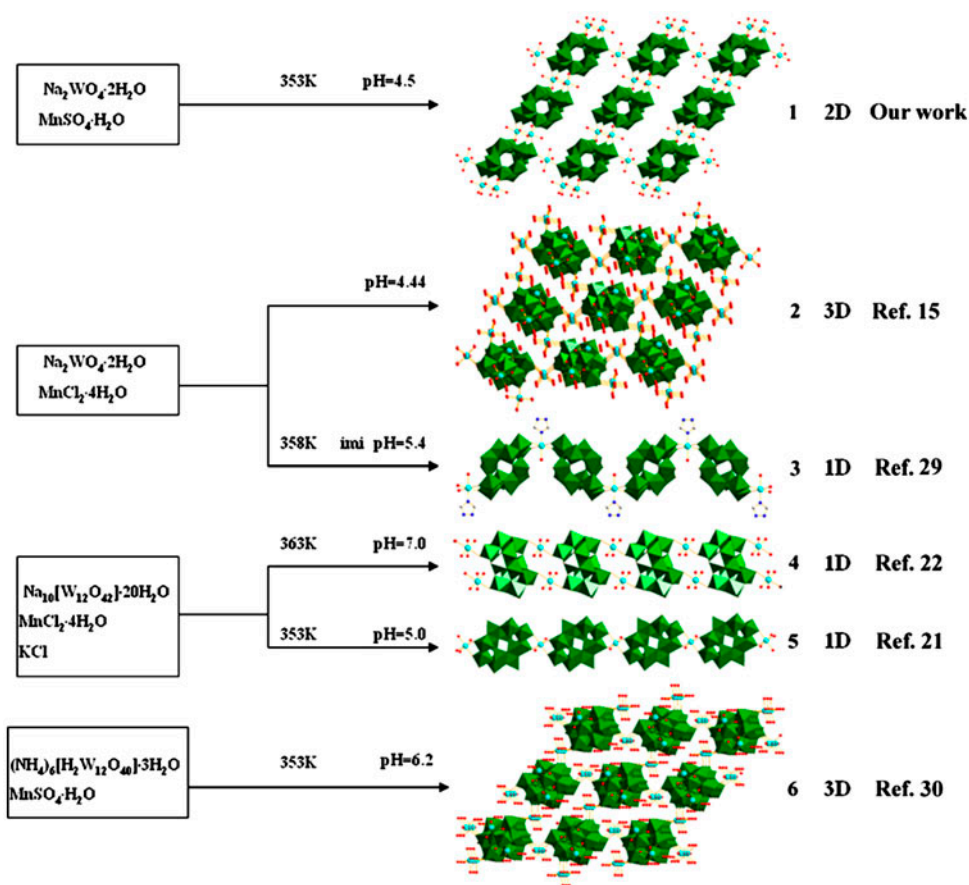 Na₂WO₄·2H₂O
MnSO₄·H₂O
353K pH=4.5
1 2D Our work
Na₂WO₄·2H₂O
MnCl₂·4H₂O
pH=4.44
2 3D Ref. 15
358K imi pH=5.4
3 1D Ref. 29
Na₁₀[W₁₂O₄₂]·20H₂O
MnCl₂·4H₂O
KCl
363K pH=7.0
4 1D Ref. 22
353K pH=5.0
5 1D Ref. 21
(NH₄)₆[H₂W₁₂O₄₀]·3H₂O
MnSO₄·H₂O
353K pH=6.2
6 3D Ref. 30